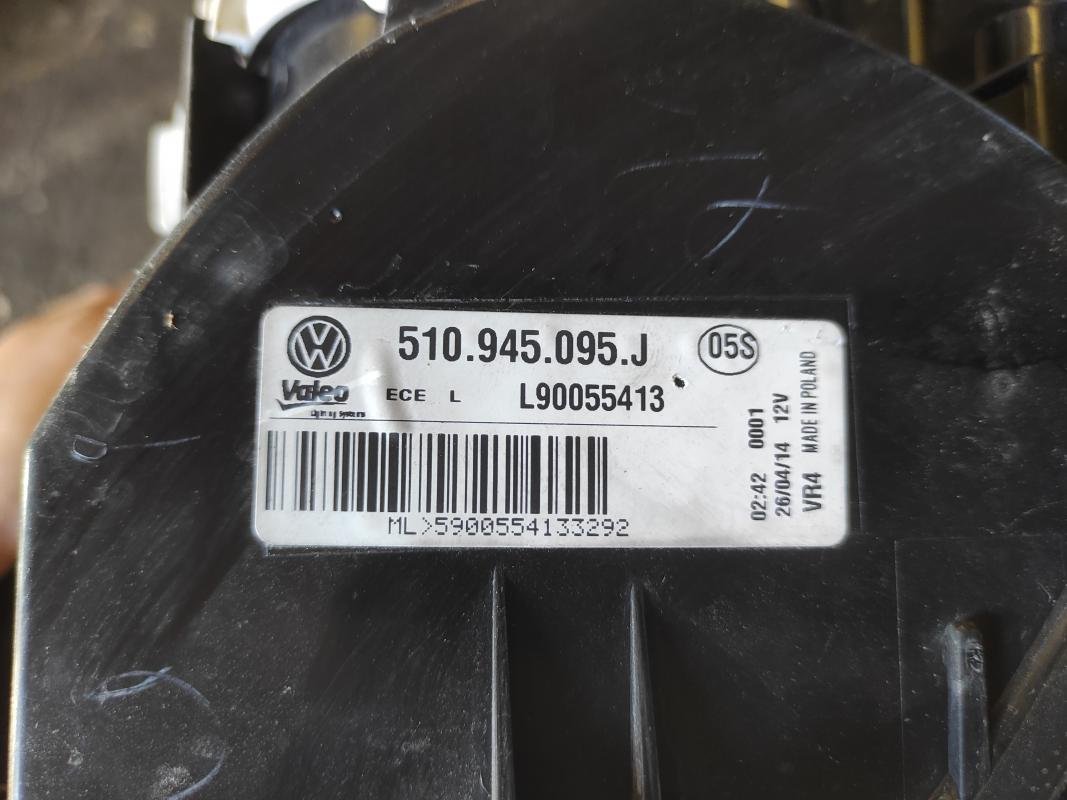 VW
510.945.095.J
05S
Valeo
Lighting Systems
ECE L
L90055413
ML>5900554133292
02:42 0001
26/04/14 12V
VR4 MADE IN POLAND